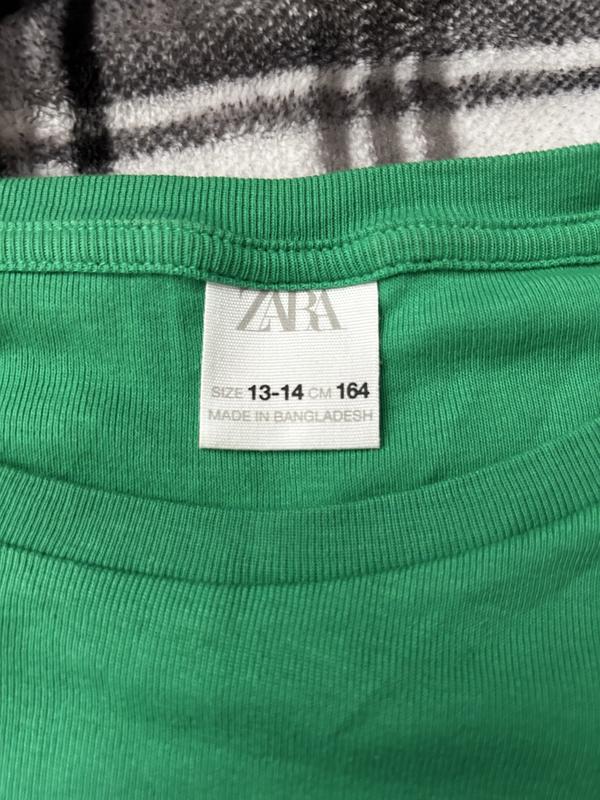 ZARA
SIZE 13-14 CM 164
MADE IN BANGLADESH